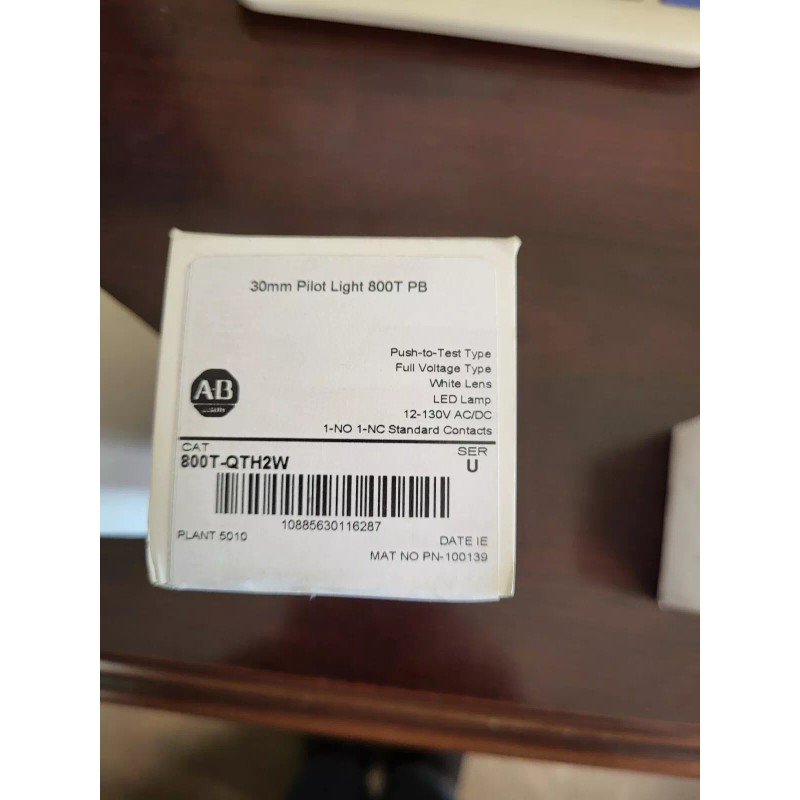 30mm Pilot Light 800T PB
Push-to-Test Type
Full Voltage Type
White Lens
LED Lamp
12-130V AC/DC
1-NO 1-NC Standard Contacts
A-B
CAT
800T-QTH2W
SER
U
10885630116287
PLANT 5010
DATE IE
MAT NO PN-100139